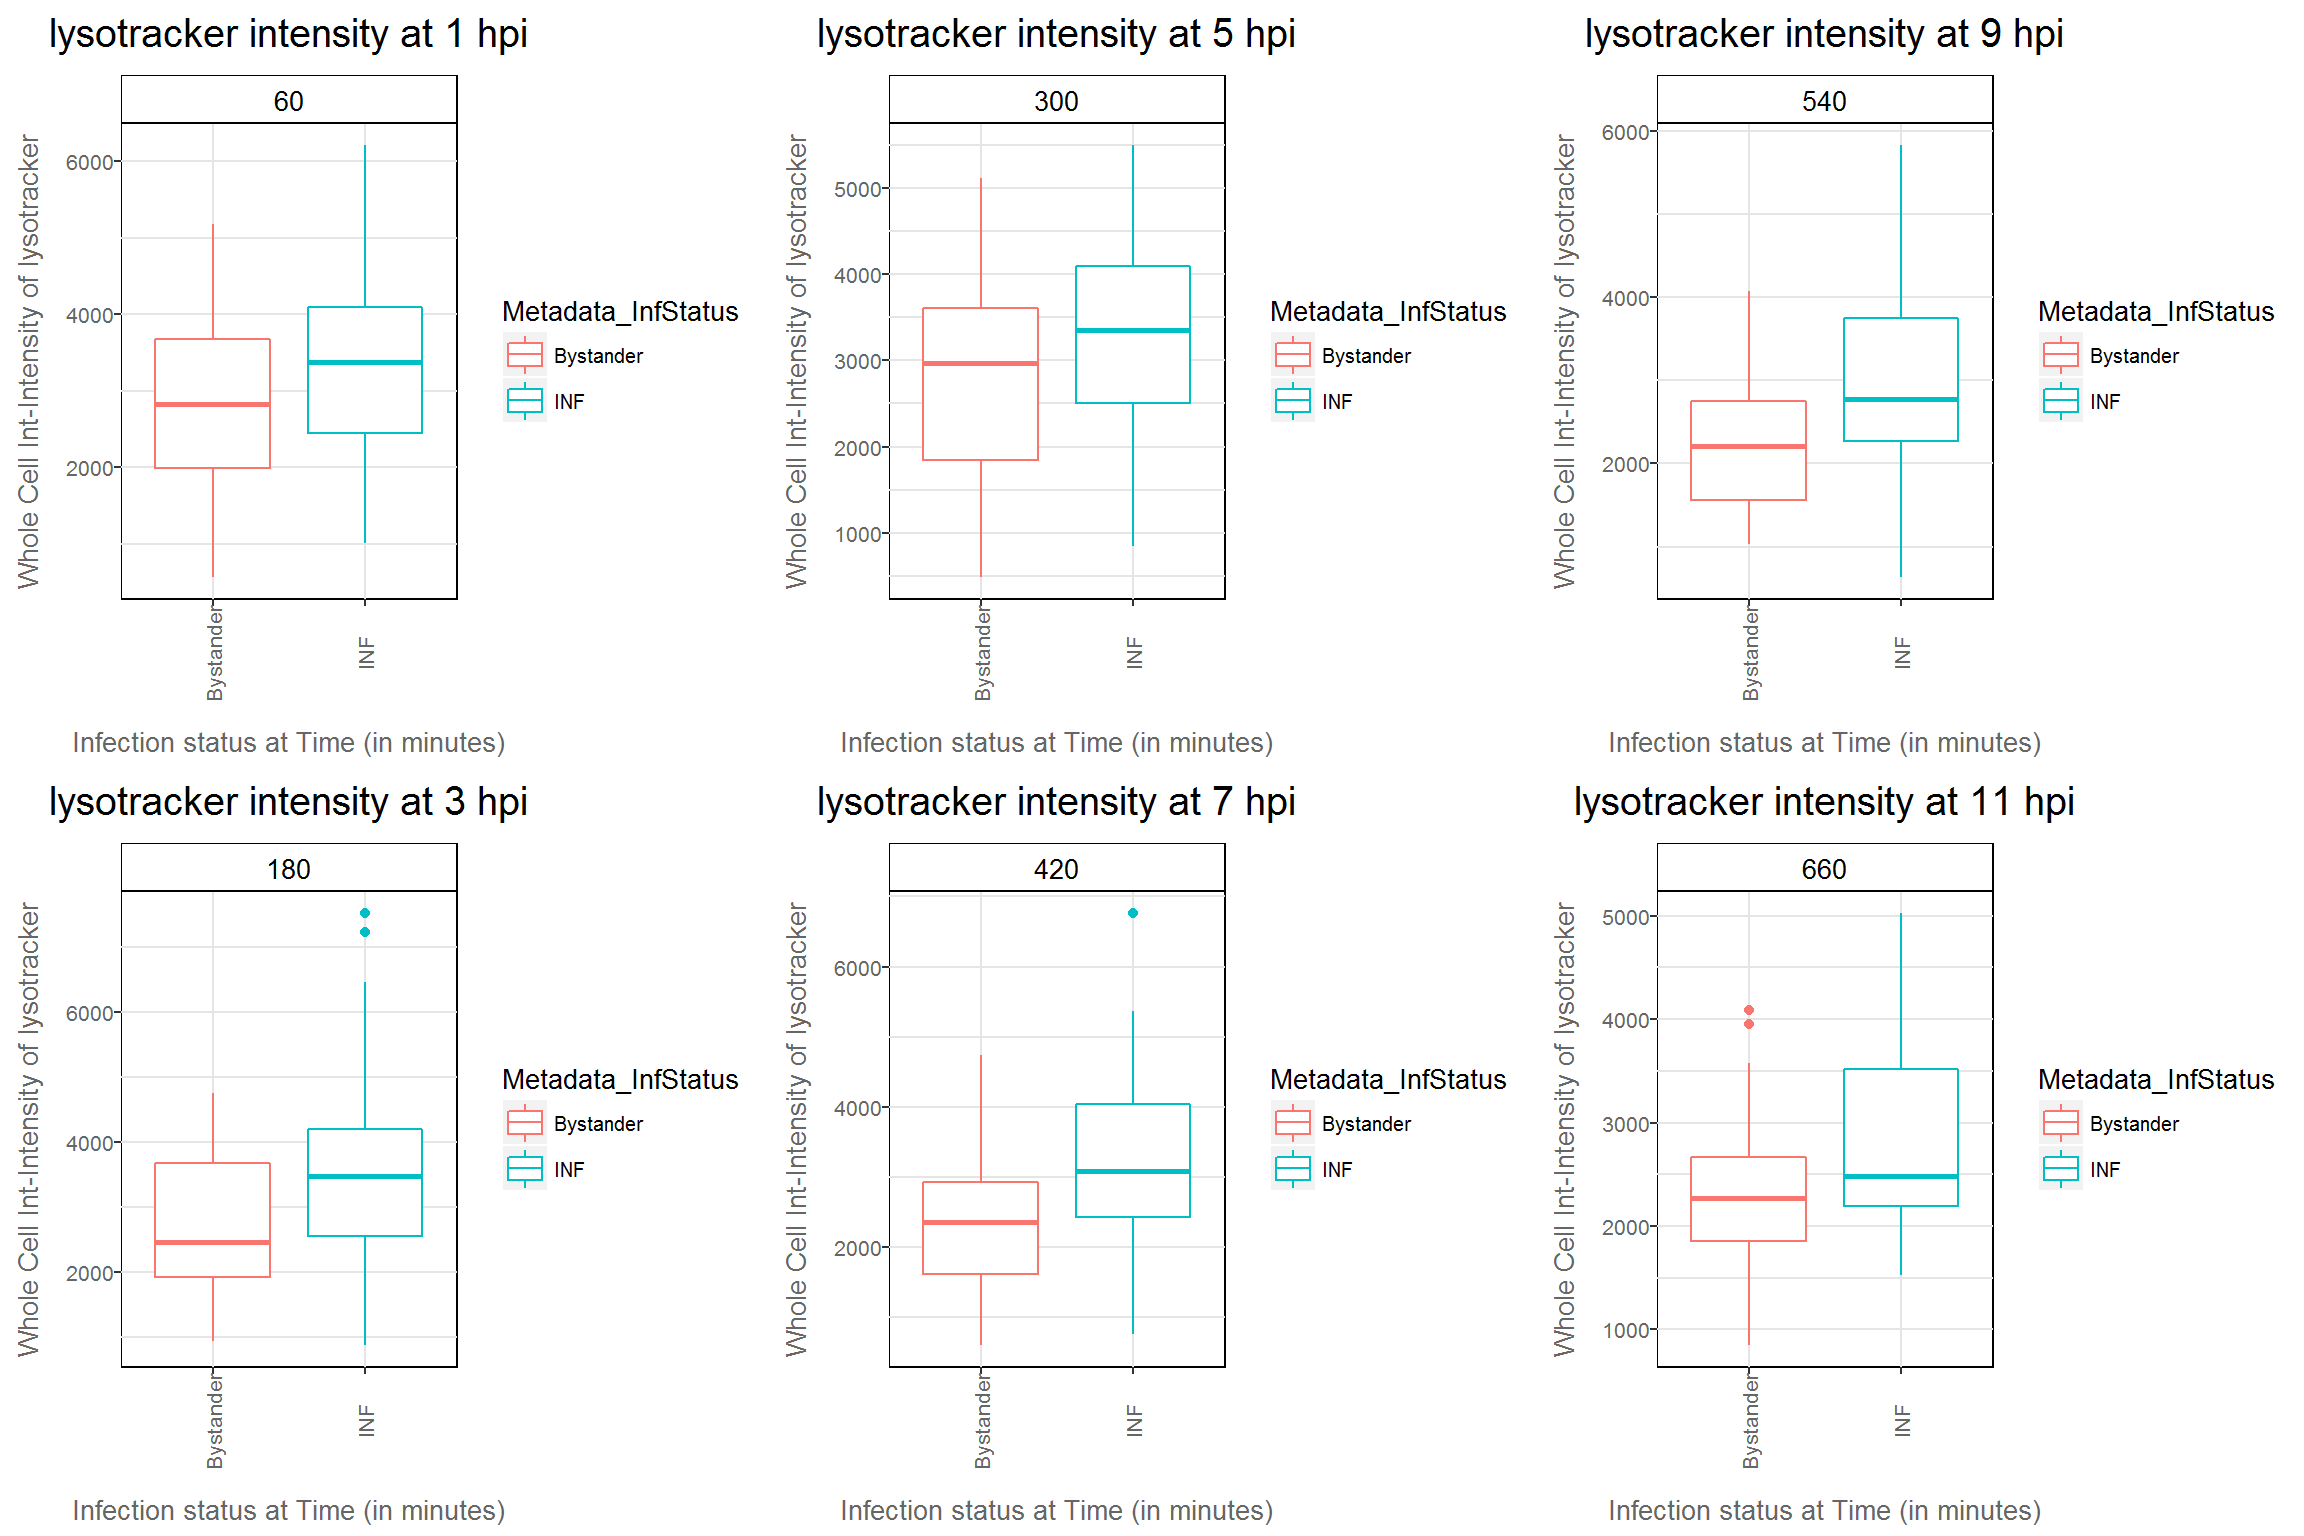 lysotracker intensity at 1 hpi
60
Whole Cell Int-Intensity of lysotracker
6000
4000
2000
Bystander
INF
Infection status at Time (in minutes)
Metadata_InfStatus
Bystander
INF
lysotracker intensity at 5 hpi
300
Whole Cell Int-Intensity of lysotracker
5000
4000
3000
2000
1000
Bystander
INF
Infection status at Time (in minutes)
Metadata_InfStatus
Bystander
INF
lysotracker intensity at 9 hpi
540
Whole Cell Int-Intensity of lysotracker
6000
4000
2000
Bystander
INF
Infection status at Time (in minutes)
Metadata_InfStatus
Bystander
INF
lysotracker intensity at 3 hpi
180
Whole Cell Int-Intensity of lysotracker
6000
4000
2000
Bystander
INF
Infection status at Time (in minutes)
Metadata_InfStatus
Bystander
INF
lysotracker intensity at 7 hpi
420
Whole Cell Int-Intensity of lysotracker
6000
4000
2000
Bystander
INF
Infection status at Time (in minutes)
Metadata_InfStatus
Bystander
INF
lysotracker intensity at 11 hpi
660
Whole Cell Int-Intensity of lysotracker
5000
4000
3000
2000
1000
Bystander
INF
Infection status at Time (in minutes)
Metadata_InfStatus
Bystander
INF